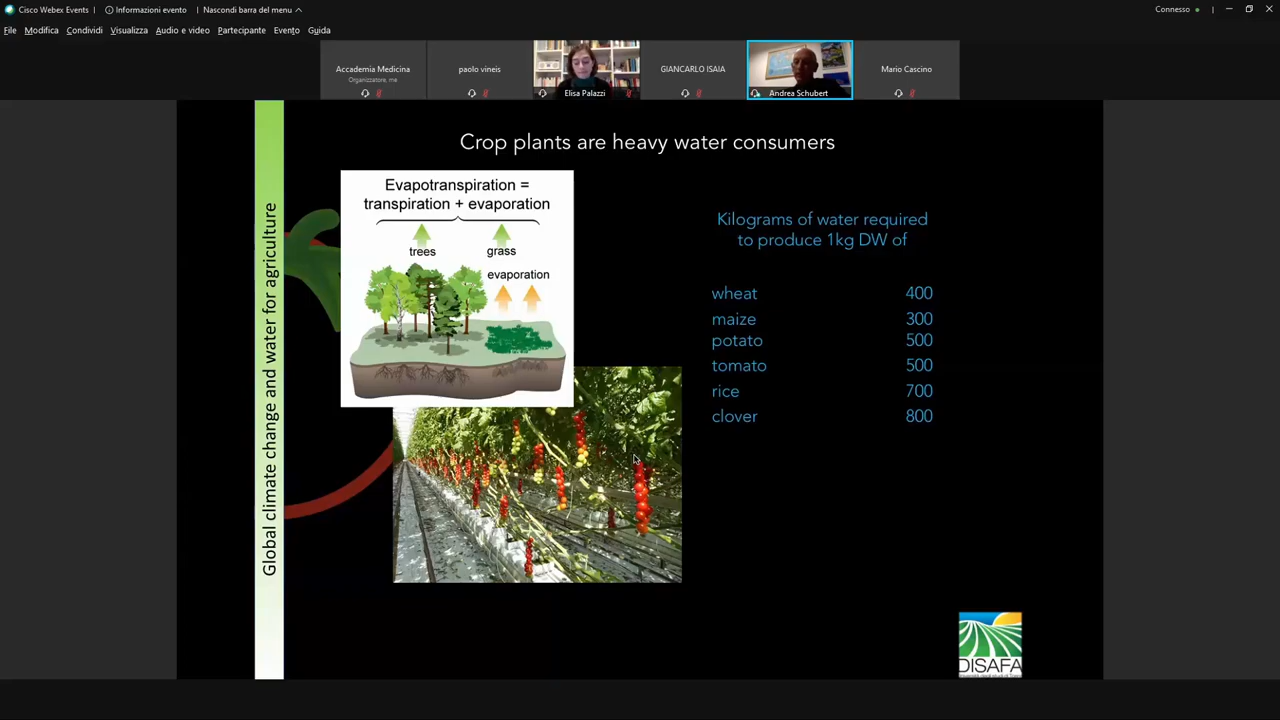 Cisco Webex Events
Informazioni evento
Nascondi barra del menu
Connesso
File Modifica Condividi Visualizza Audio e video Partecipante Evento Guida
Accademia Medicina
Organizzatore, me
paolo vineis
Elisa Palazzi
GIANCARLO ISAIA
Andrea Schubert
Mario Cascino
Global climate change and water for agriculture
Crop plants are heavy water consumers
Evapotranspiration =
transpiration + evaporation
trees
grass
evaporation
Kilograms of water required
to produce 1kg DW of
wheat 400
maize 300
potato 500
tomato 500
rice 700
clover 800
DISAFA